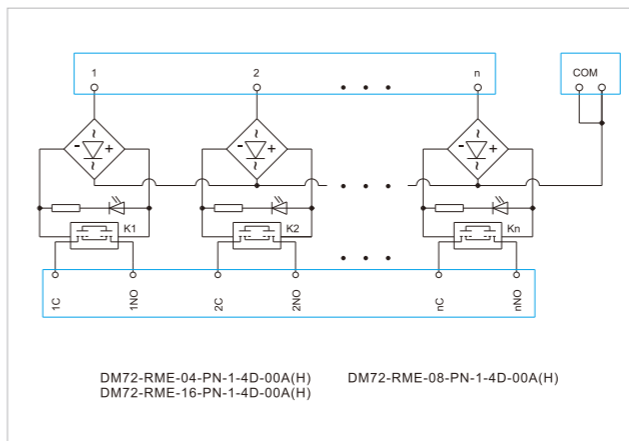 1 2 n COM
K1 K2 Kn
1C 1NO 2C 2NO nC nNO
DM72-RME-04-PN-1-4D-00A(H) DM72-RME-08-PN-1-4D-00A(H)
DM72-RME-16-PN-1-4D-00A(H)